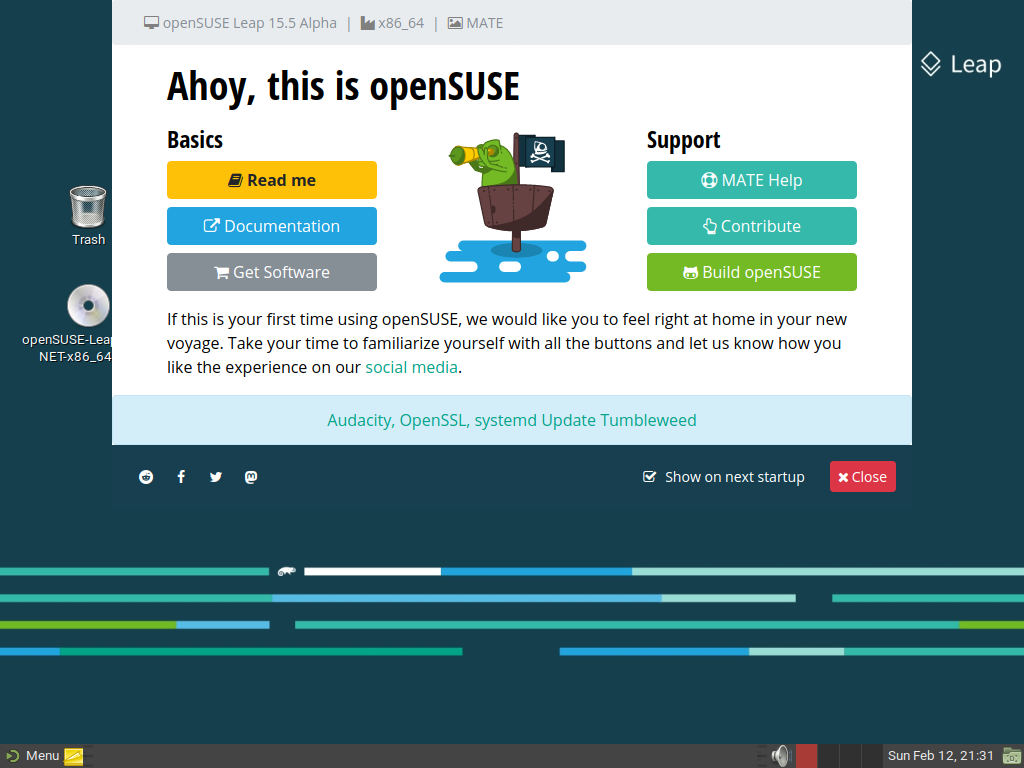 openSUSE Leap 15.5 Alpha | x86_64 | MATE
Leap
Ahoy, this is openSUSE
Basics
Support
Read me
MATE Help
Documentation
Contribute
Get Software
Build openSUSE
Trash
openSUSE-Leap
NET-x86_64
If this is your first time using openSUSE, we would like you to feel right at home in your new
voyage. Take your time to familiarize yourself with all the buttons and let us know how you
like the experience on our social media.
Audacity, OpenSSL, systemd Update Tumbleweed
Show on next startup
Close
Menu
Sun Feb 12, 21:31